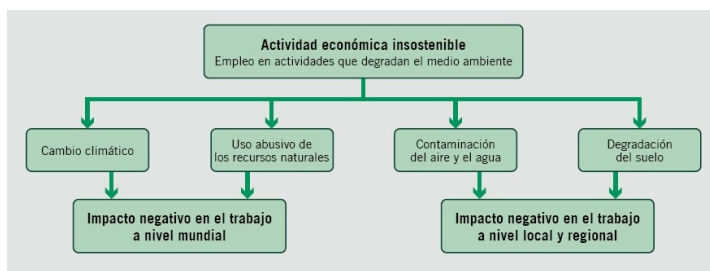 Actividad económica insostenible
Empleo en actividades que degradan el medio ambiente
Cambio climático
Uso abusivo de
los recursos naturales
Contaminación
del aire y el agua
Degradación
del suelo
Impacto negativo en el trabajo
a nivel mundial
Impacto negativo en el trabajo
a nivel local y regional